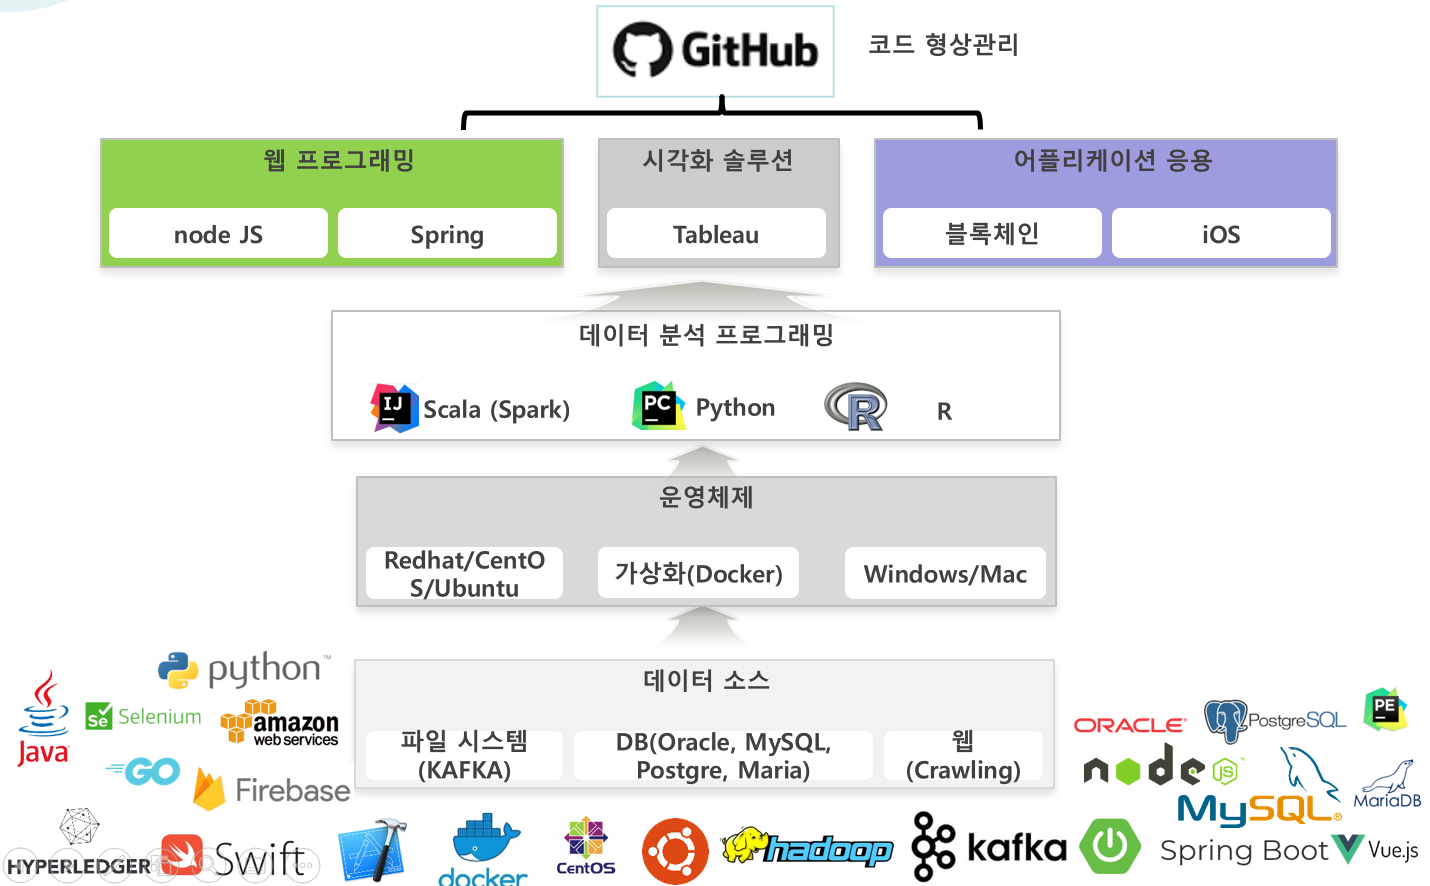 GitHub
코드 형상관리
웹 프로그래밍
node JS
Spring
시각화 솔루션
Tableau
어플리케이션 응용
블록체인
iOS
데이터 분석 프로그래밍
IJ
Scala (Spark)
PC
Python
R
R
운영체제
Redhat/CentO
S/Ubuntu
가상화(Docker)
Windows/Mac
데이터 소스
파일 시스템
(KAFKA)
DB(Oracle, MySQL,
Postgre, Maria)
웹
(Crawling)
python™
Java
Se Selenium
amazon
web services
GO
Firebase
HYPERLEDGER
Swift
docker
CentOS
hadoop
kafka
ORACLE®
PostgreSQL
PE
node JS™
MySQL®
MariaDB
Spring Boot
Vue.js